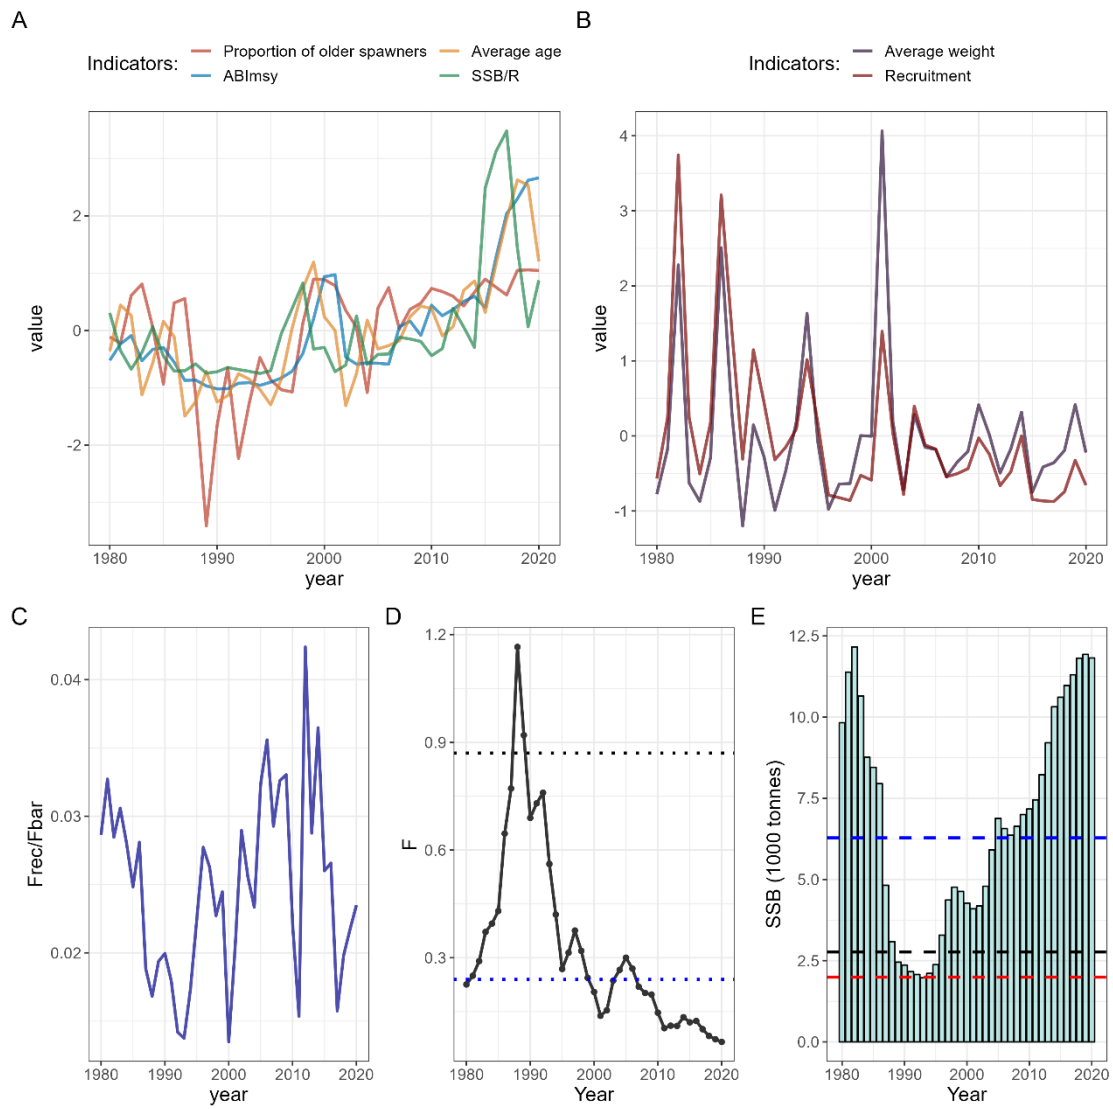 A
Indicators:
Proportion of older spawners
Average age
ABImsy
SSB/R
value
2
0
-2
1980
1990
2000
2010
2020
year
B
Indicators:
Average weight
Recruitment
value
4
3
2
1
0
-1
1980
1990
2000
2010
2020
year
C
Frec/Fbar
0.04
0.03
0.02
1980
1990
2000
2010
2020
year
D
F
1.2
0.9
0.6
0.3
1980
1990
2000
2010
2020
Year
E
SSB (1000 tonnes)
12.5
10.0
7.5
5.0
2.5
0.0
1980
1990
2000
2010
2020
Year